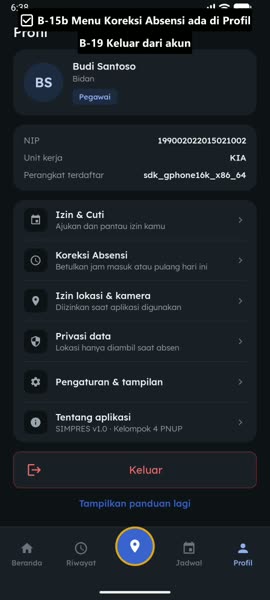 6:38
B-15b Menu Koreksi Absensi ada di Profil
Profil
B-19 Keluar dari akun
BS
Budi Santoso
Bidan
Pegawai
NIP
199002022015021002
Unit kerja
KIA
Perangkat terdaftar
sdk_gphone16k_x86_64
Izin & Cuti
Ajukan dan pantau izin kamu
Koreksi Absensi
Betulkan jam masuk atau pulang hari ini
Izin lokasi & kamera
Diizinkan saat aplikasi digunakan
Privasi data
Lokasi hanya diambil saat absen
Pengaturan & tampilan
Tentang aplikasi
SIMPRES v1.0 · Kelompok 4 PNUP
Keluar
Tampilkan panduan lagi
Beranda
Riwayat
Jadwal
Profil